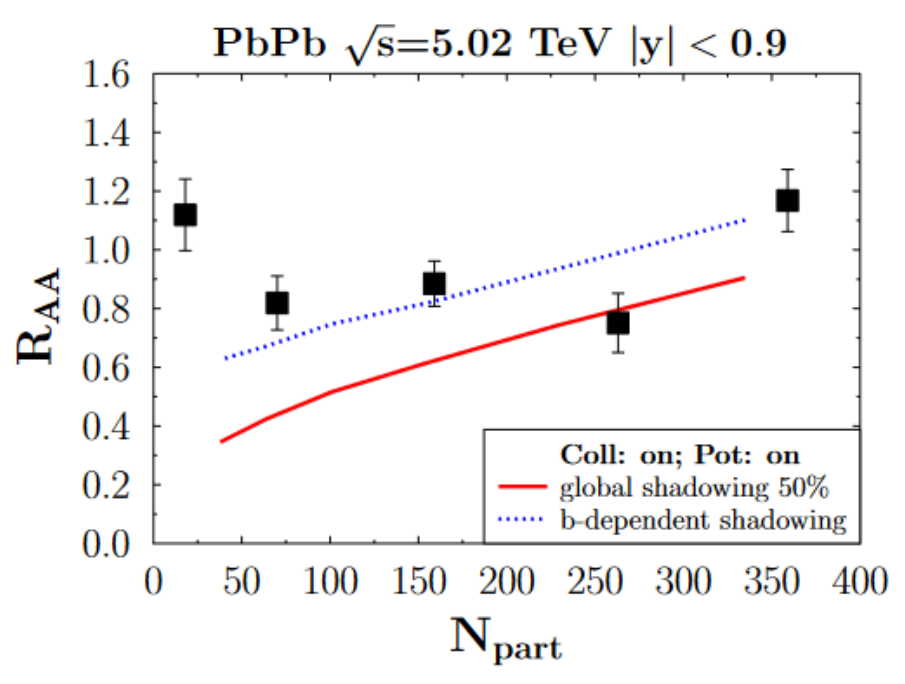 PbPb √s=5.02 TeV |y| < 0.9
1.6
1.4
1.2
1.0
0.8
0.6
0.4
0.2
0.0
R_AA
Coll: on; Pot: on
global shadowing 50%
b-dependent shadowing
0 50 100 150 200 250 300 350 400
N_part